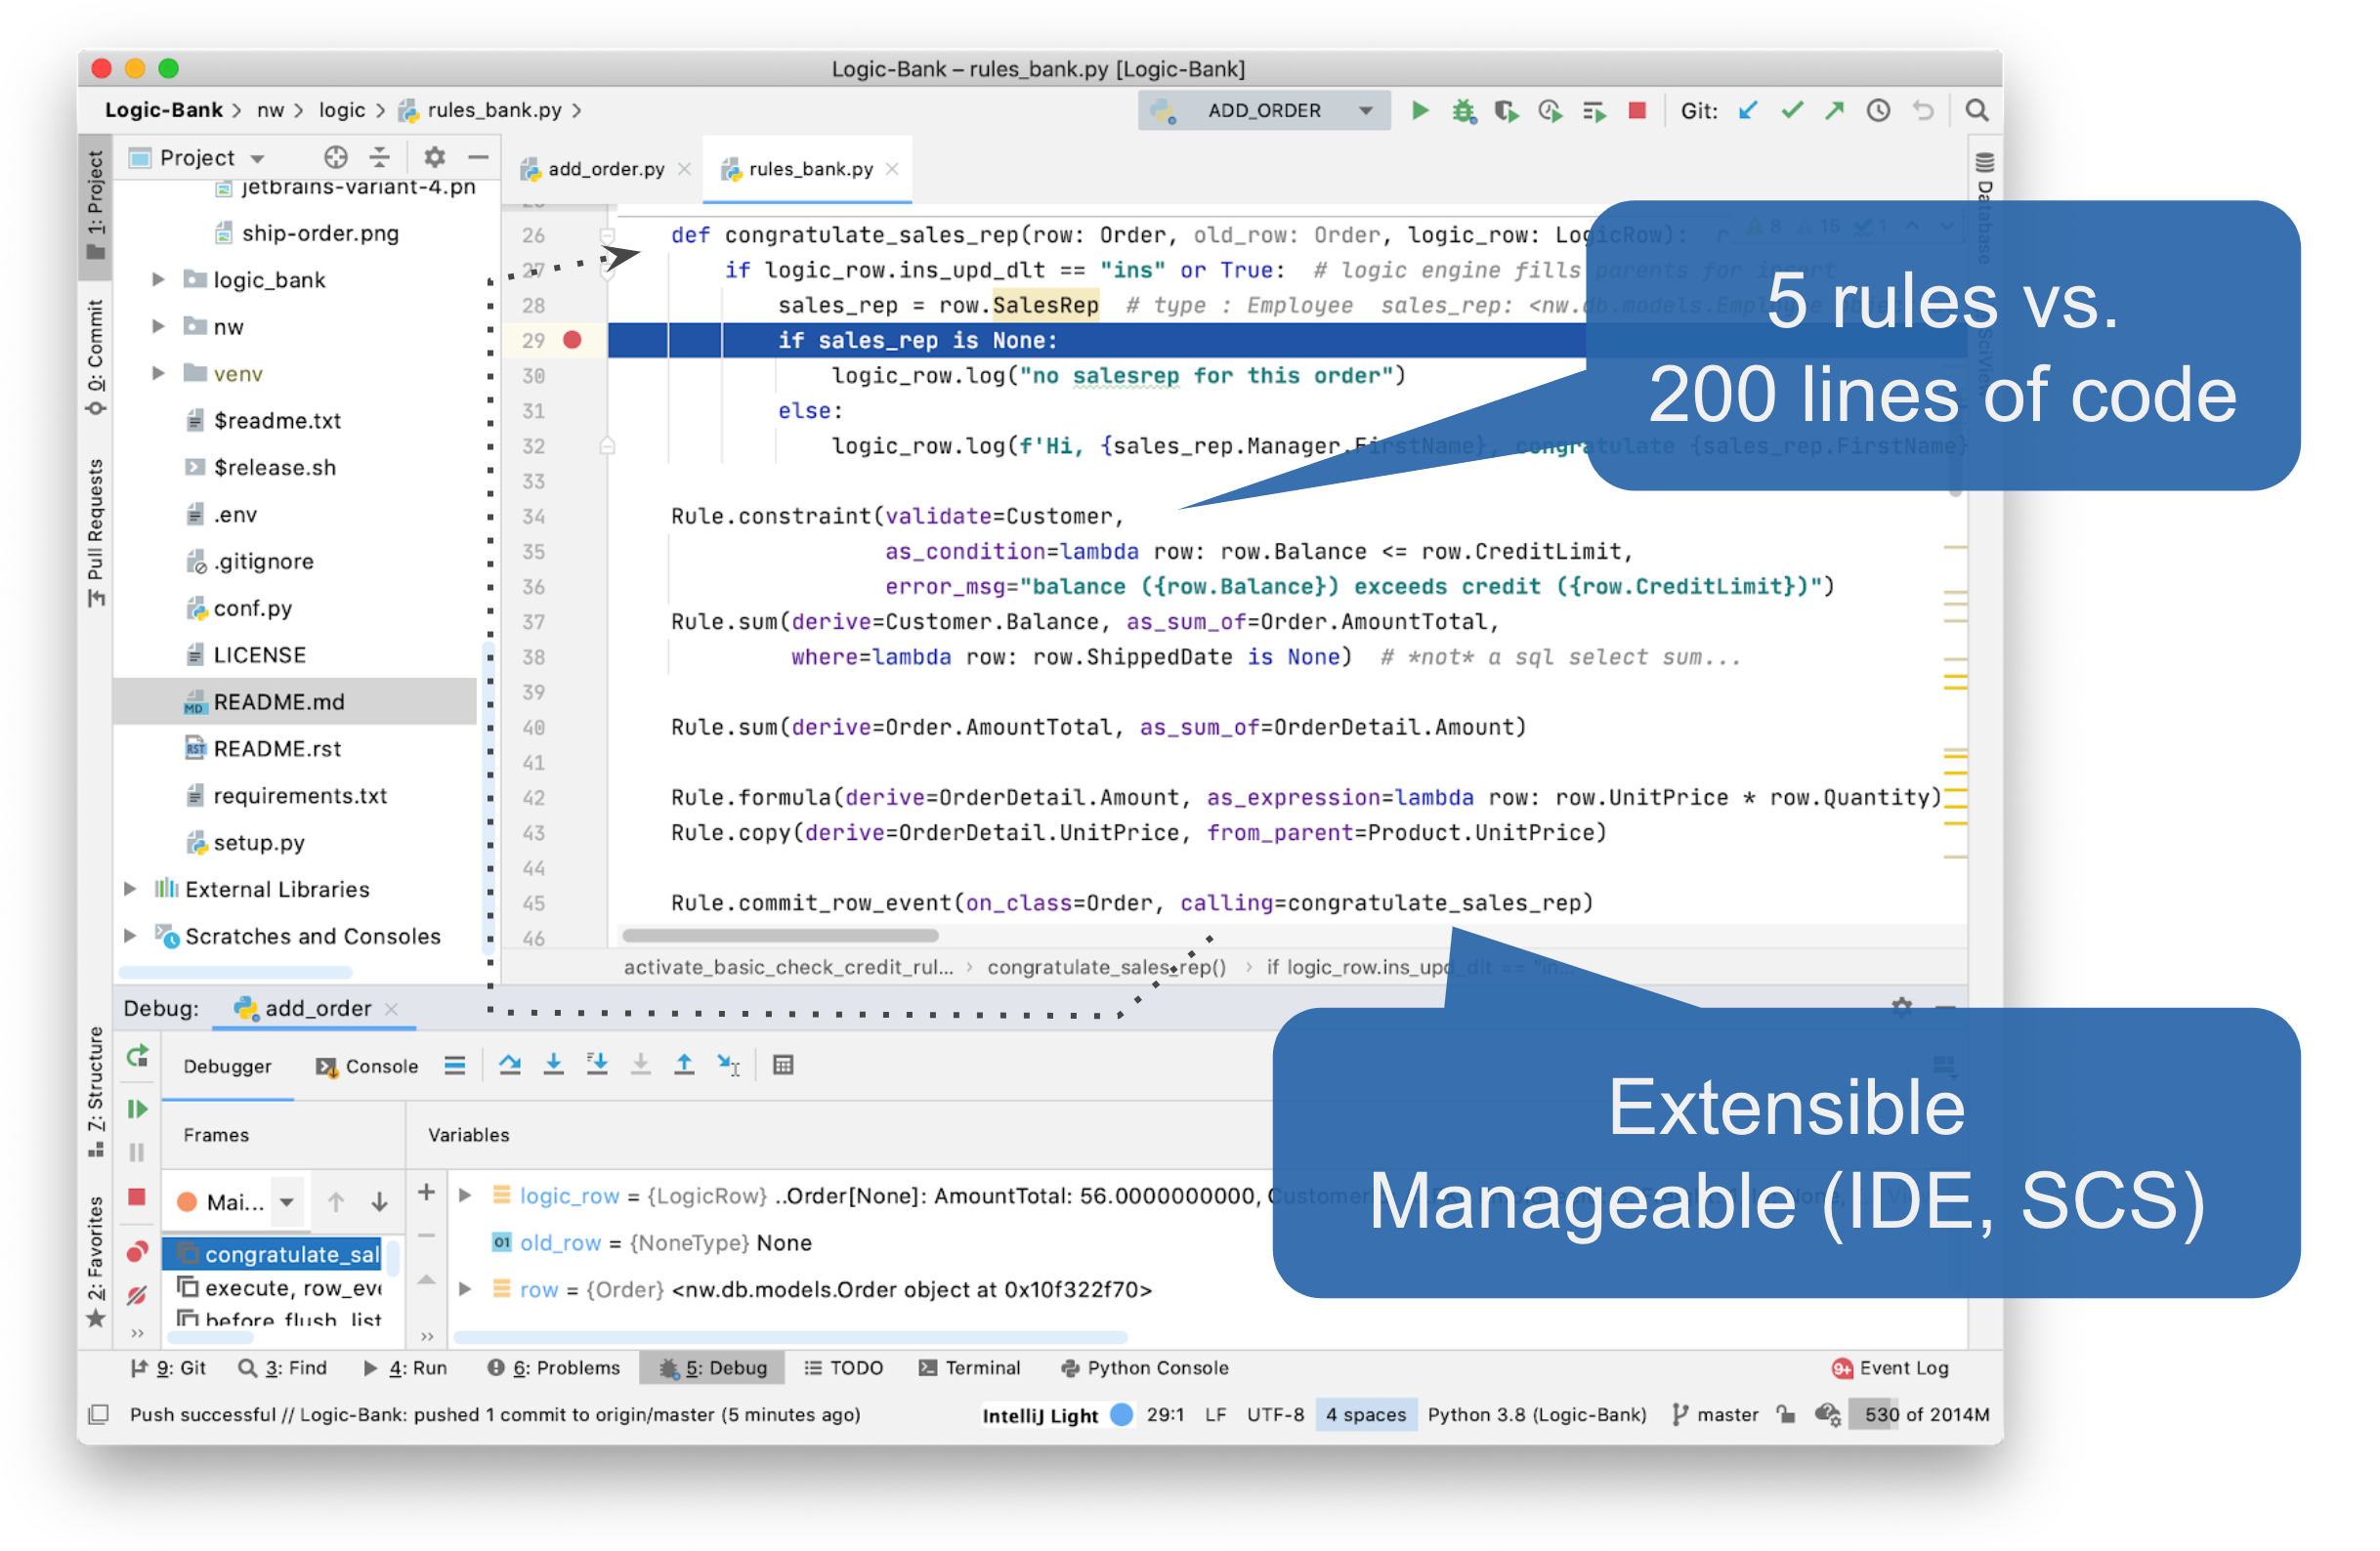 Logic-Bank – rules_bank.py [Logic-Bank]
Logic-Bank > nw > logic > rules_bank.py >
ADD_ORDER
Git:
1: Project
0: Commit
Pull Requests
7: Structure
2: Favorites
Project
jetbrains-variant-4.pn
ship-order.png
logic_bank
nw
venv
$readme.txt
$release.sh
.env
.gitignore
conf.py
LICENSE
README.md
README.rst
requirements.txt
setup.py
External Libraries
Scratches and Consoles
add_order.py
rules_bank.py
Database
SciView
8 15 1
26 def congratulate_sales_rep(row: Order, old_row: Order, logic_row: LogicRow):
27 if logic_row.ins_upd_dlt == "ins" or True: # logic engine fills parents for insert
28 sales_rep = row.SalesRep # type : Employee sales_rep: <nw.db.models.Employee
29 if sales_rep is None:
30 logic_row.log("no salesrep for this order")
31 else:
32 logic_row.log(f'Hi, {sales_rep.Manager.FirstName}, congratulate {sales_rep.FirstName}
33
34 Rule.constraint(validate=Customer,
35 as_condition=lambda row: row.Balance <= row.CreditLimit,
36 error_msg="balance ({row.Balance}) exceeds credit ({row.CreditLimit})")
37 Rule.sum(derive=Customer.Balance, as_sum_of=Order.AmountTotal,
38 where=lambda row: row.ShippedDate is None) # *not* a sql select sum...
39
40 Rule.sum(derive=Order.AmountTotal, as_sum_of=OrderDetail.Amount)
41
42 Rule.formula(derive=OrderDetail.Amount, as_expression=lambda row: row.UnitPrice * row.Quantity)
43 Rule.copy(derive=OrderDetail.UnitPrice, from_parent=Product.UnitPrice)
44
45 Rule.commit_row_event(on_class=Order, calling=congratulate_sales_rep)
46
activate_basic_check_credit_rul... > congratulate_sales_rep() > if logic_row.ins_upd_dlt == "in...
5 rules vs.
200 lines of code
Debug: add_order
Debugger Console
Frames
Variables
Mai...
congratulate_sal
execute, row_eve
before_flush, list
logic_row = {LogicRow} ..Order[None]: AmountTotal: 56.0000000000,
old_row = {NoneType} None
row = {Order} <nw.db.models.Order object at 0x10f322f70>
Extensible
Manageable (IDE, SCS)
9: Git 3: Find 4: Run 6: Problems 5: Debug TODO Terminal Python Console 9+ Event Log
Push successful // Logic-Bank: pushed 1 commit to origin/master (5 minutes ago) IntelliJ Light 29:1 LF UTF-8 4 spaces Python 3.8 (Logic-Bank) master 530 of 2014M